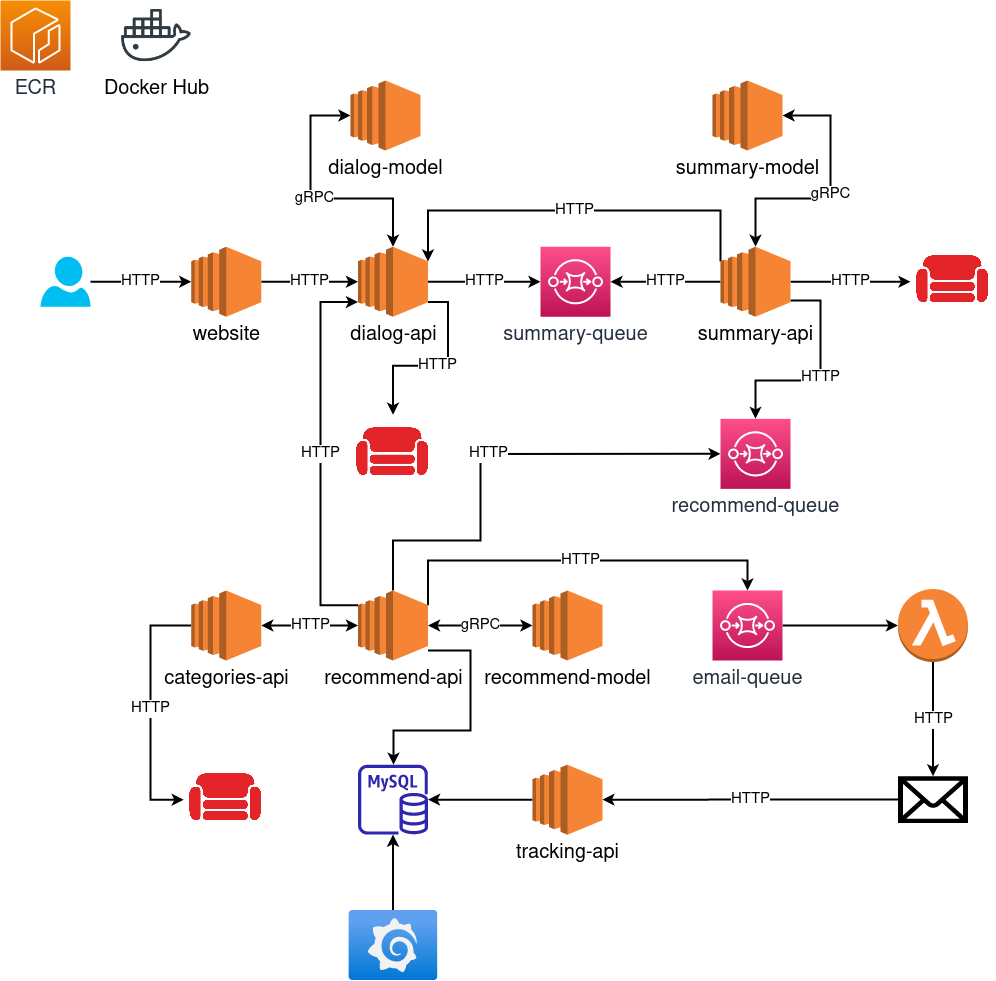 ECR
Docker Hub
dialog-model
summary-model
gRPC
gRPC
HTTP
HTTP
HTTP
HTTP
HTTP
HTTP
website
dialog-api
summary-queue
summary-api
HTTP
HTTP
HTTP
HTTP
recommend-queue
HTTP
HTTP
gRPC
categories-api
recommend-api
recommend-model
email-queue
HTTP
HTTP
MySQL
HTTP
tracking-api